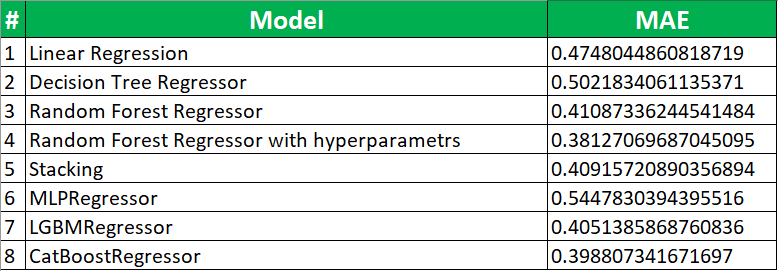 # Model MAE
1 Linear Regression 0.4748044860818719
2 Decision Tree Regressor 0.5021834061135371
3 Random Forest Regressor 0.41087336244541484
4 Random Forest Regressor with hyperparametrs 0.38127069687045095
5 Stacking 0.40915720890356894
6 MLPRegressor 0.5447830394395516
7 LGBMRegressor 0.4051385868760836
8 CatBoostRegressor 0.398807341671697